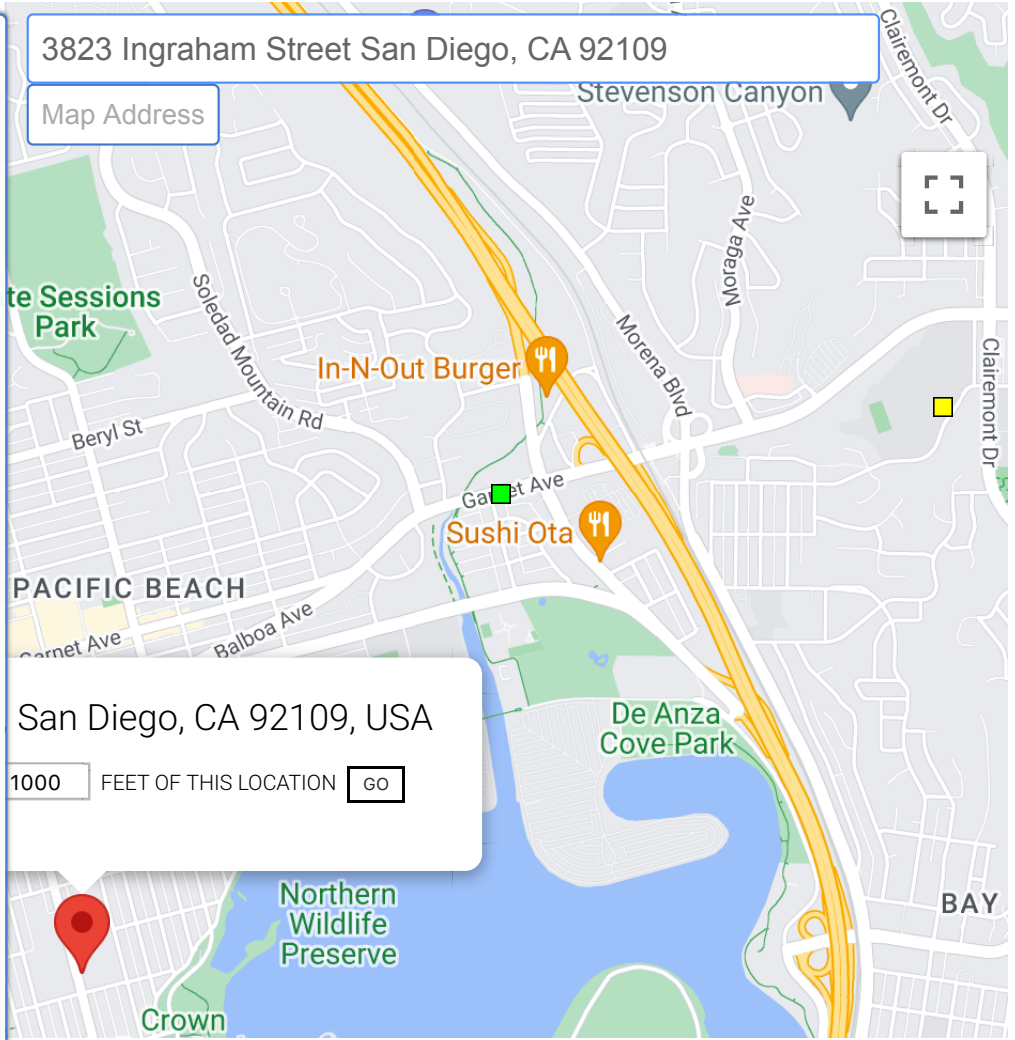 3823 Ingraham Street San Diego, CA 92109
Map Address
Stevenson Canyon
Clairemont Dr
Moraga Ave
te Sessions
Park
Soledad Mountain Rd
Morena Blvd
In-N-Out Burger
Clairemont Dr
Beryl St
Garnet Ave
Sushi Ota
PACIFIC BEACH
Garnet Ave
Balboa Ave
San Diego, CA 92109, USA
De Anza
Cove Park
1000 FEET OF THIS LOCATION GO
Northern
Wildlife
Preserve
BAY
Crown